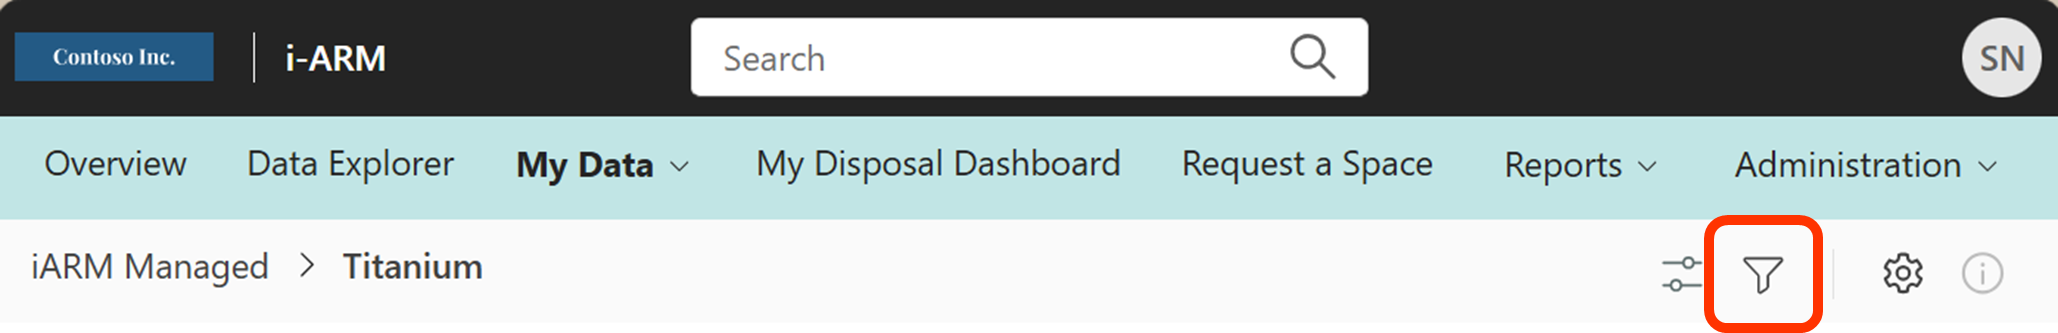 Contoso Inc.
i-ARM
Search
SN
Overview Data Explorer My Data My Disposal Dashboard Request a Space Reports Administration
iARM Managed > Titanium